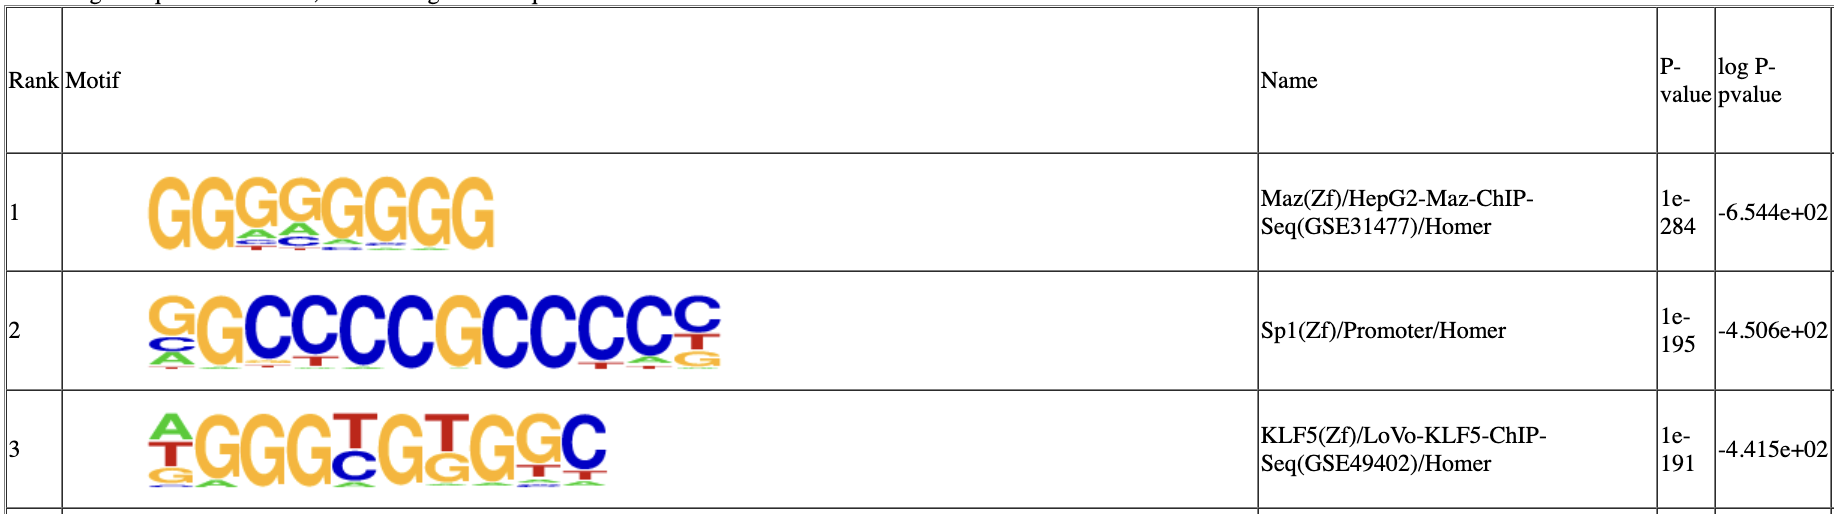 Rank Motif Name P-value log P-pvalue
1 GGGGGGGG Maz(Zf)/HepG2-Maz-ChIP-
Seq(GSE31477)/Homer 1e-
284 -6.544e+02
2 GGCCCCGCCCCC Sp1(Zf)/Promoter/Homer 1e-
195 -4.506e+02
3 AGGGTGTGGC KLF5(Zf)/LoVo-KLF5-ChIP-
Seq(GSE49402)/Homer 1e-
191 -4.415e+02